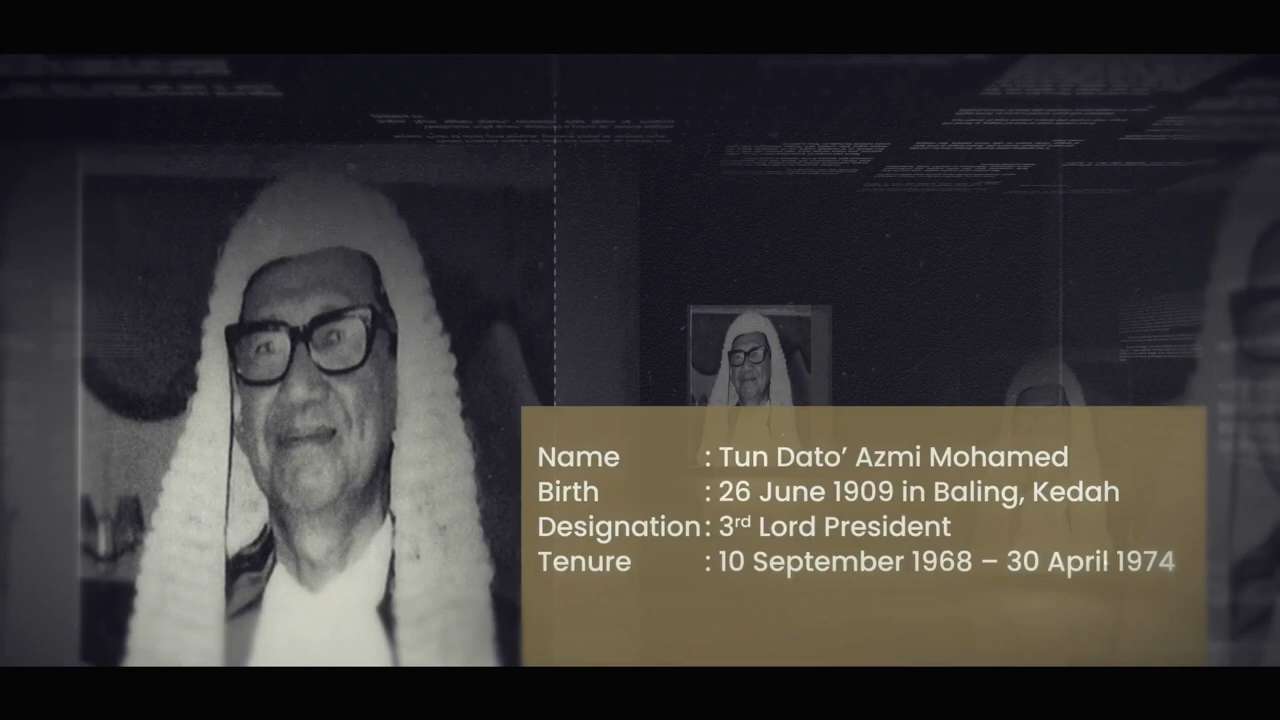 Name : Tun Dato’ Azmi Mohamed
Birth : 26 June 1909 in Baling, Kedah
Designation : 3rd Lord President
Tenure : 10 September 1968 – 30 April 1974